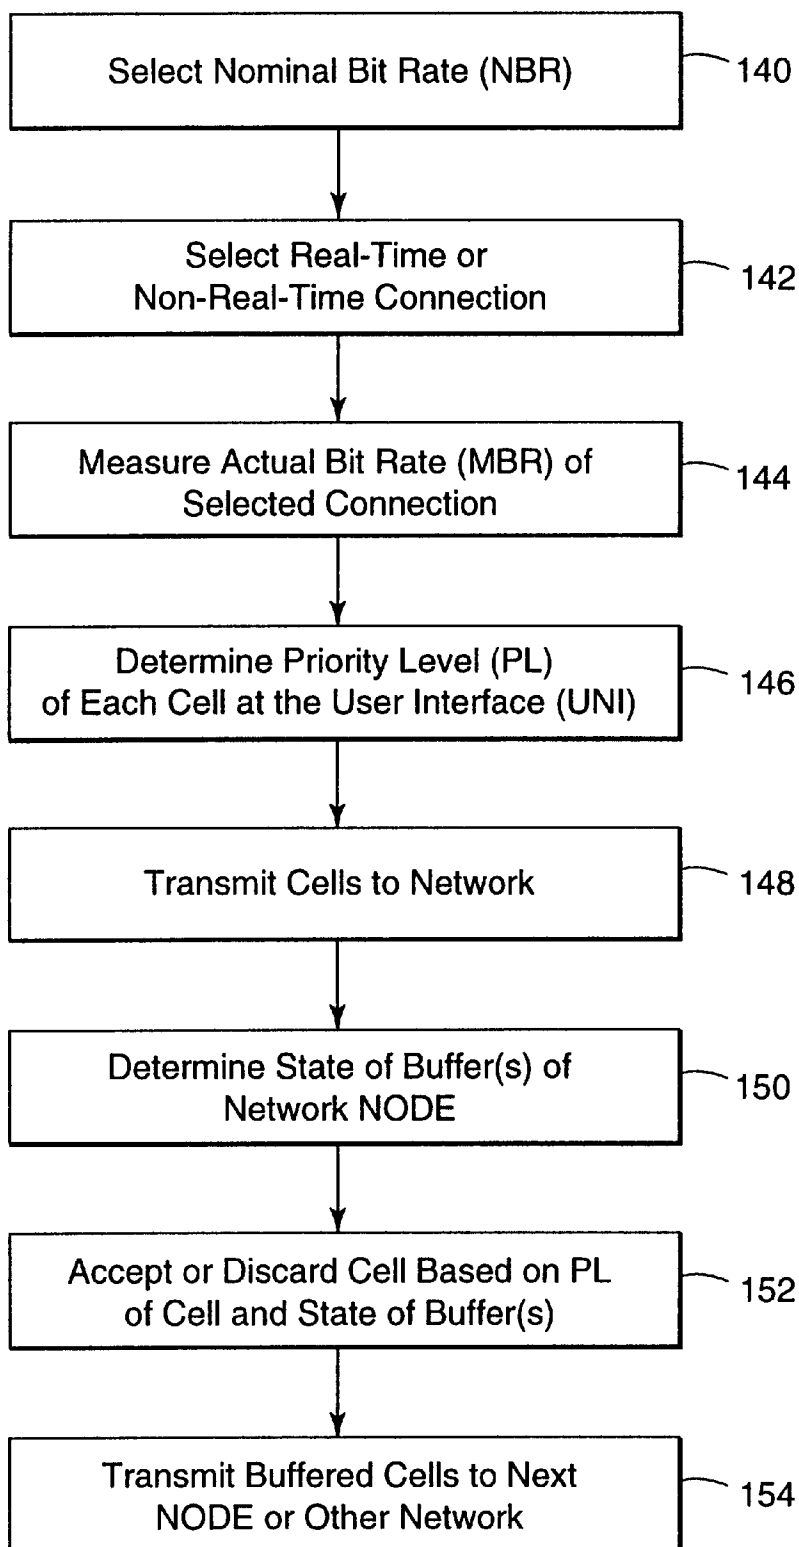 Select Nominal Bit Rate (NBR)
140
Select Real-Time or
Non-Real-Time Connection
142
Measure Actual Bit Rate (MBR) of
Selected Connection
144
Determine Priority Level (PL)
of Each Cell at the User Interface (UNI)
146
Transmit Cells to Network
148
Determine State of Buffer(s) of
Network NODE
150
Accept or Discard Cell Based on PL
of Cell and State of Buffer(s)
152
Transmit Buffered Cells to Next
NODE or Other Network
154